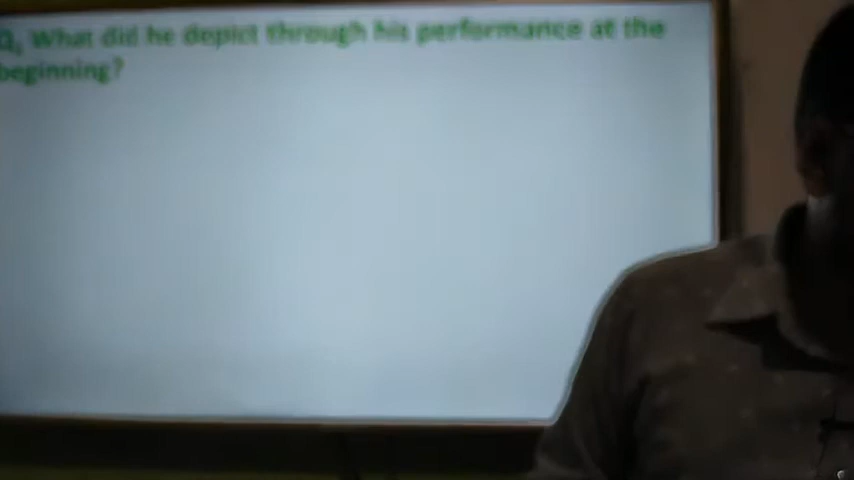 Q. What did he depict through his performance at the
beginning?